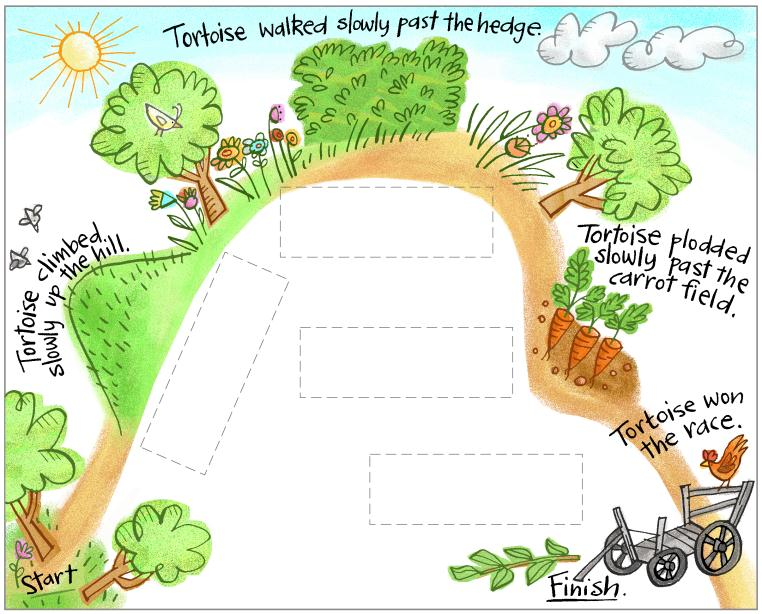 Tortoise walked slowly past the hedge.
Tortoise climbed
slowly up the hill.
Tortoise plodded
slowly past the
carrot field.
Tortoise won
the race.
Start
Finish.